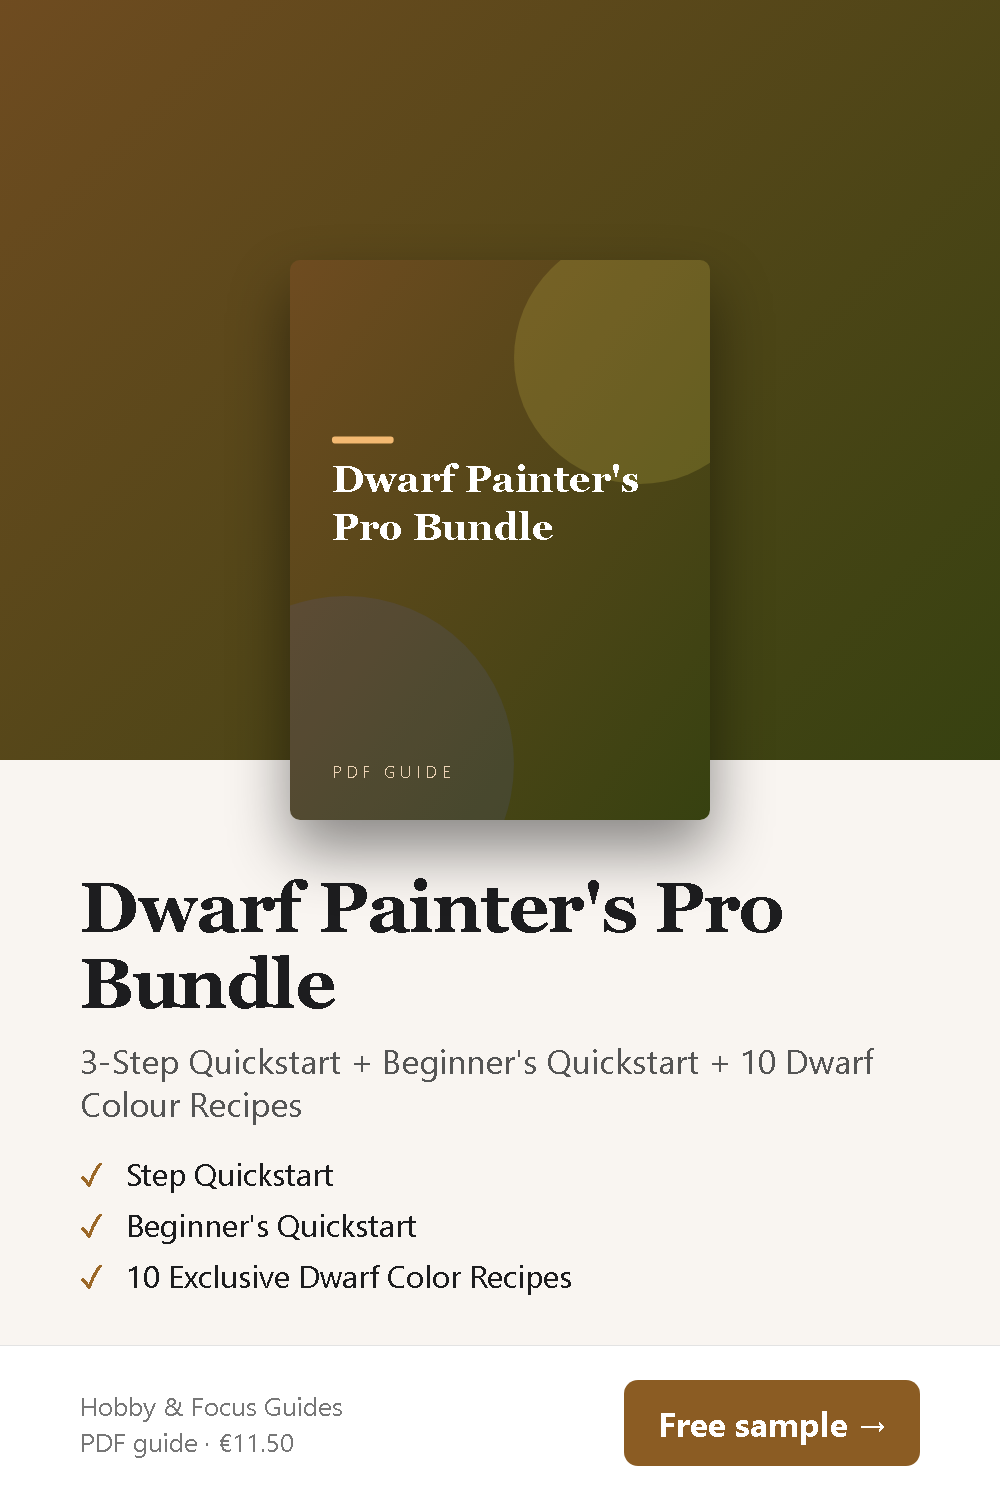 Dwarf Painter's
Pro Bundle
PDF GUIDE
Dwarf Painter's Pro
Bundle
3-Step Quickstart + Beginner's Quickstart + 10 Dwarf
Colour Recipes
✓ Step Quickstart
✓ Beginner's Quickstart
✓ 10 Exclusive Dwarf Color Recipes
Hobby & Focus Guides
PDF guide · €11.50
Free sample →